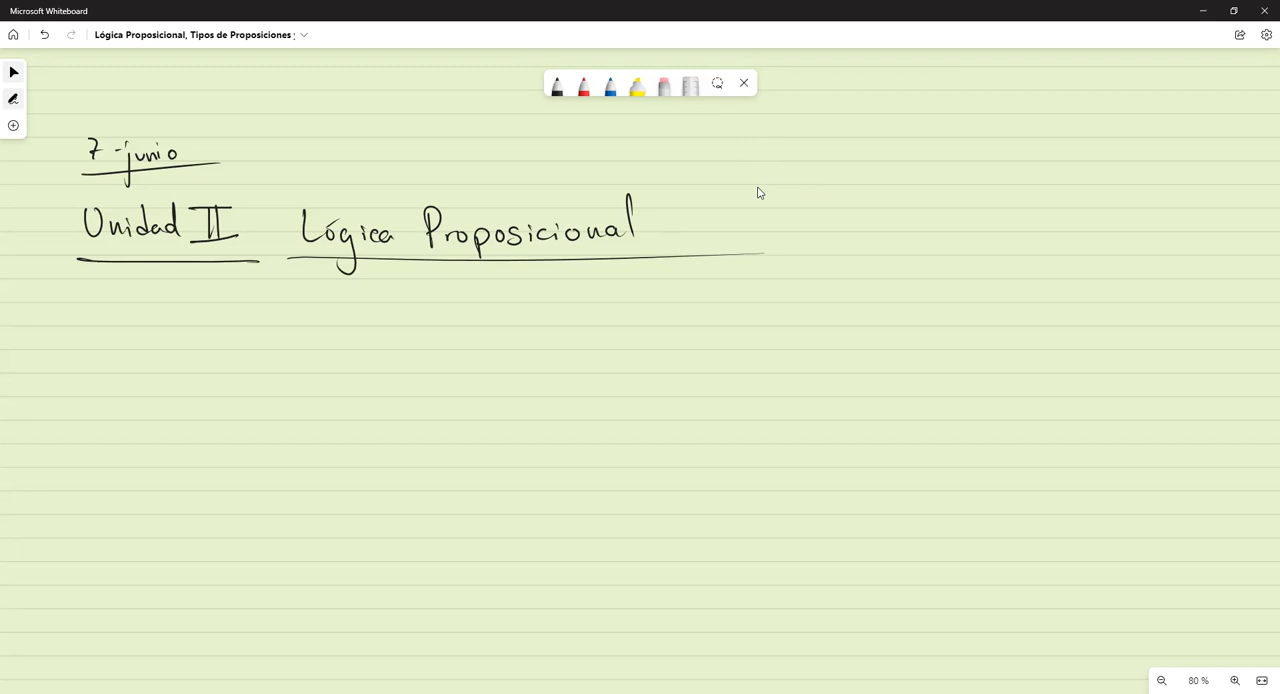 Microsoft Whiteboard
Lógica Proposicional, Tipos de Proposiciones
7-junio
Unidad II Lógica Proposicional
80 %